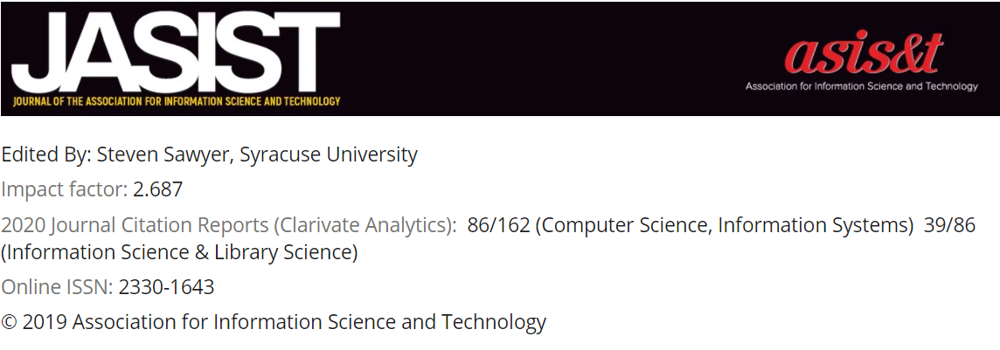 JASIST
JOURNAL OF THE ASSOCIATION FOR INFORMATION SCIENCE AND TECHNOLOGY
asis&t
Association for Information Science and Technology
Edited By: Steven Sawyer, Syracuse University
Impact factor: 2.687
2020 Journal Citation Reports (Clarivate Analytics): 86/162 (Computer Science, Information Systems) 39/86
(Information Science & Library Science)
Online ISSN: 2330-1643
© 2019 Association for Information Science and Technology